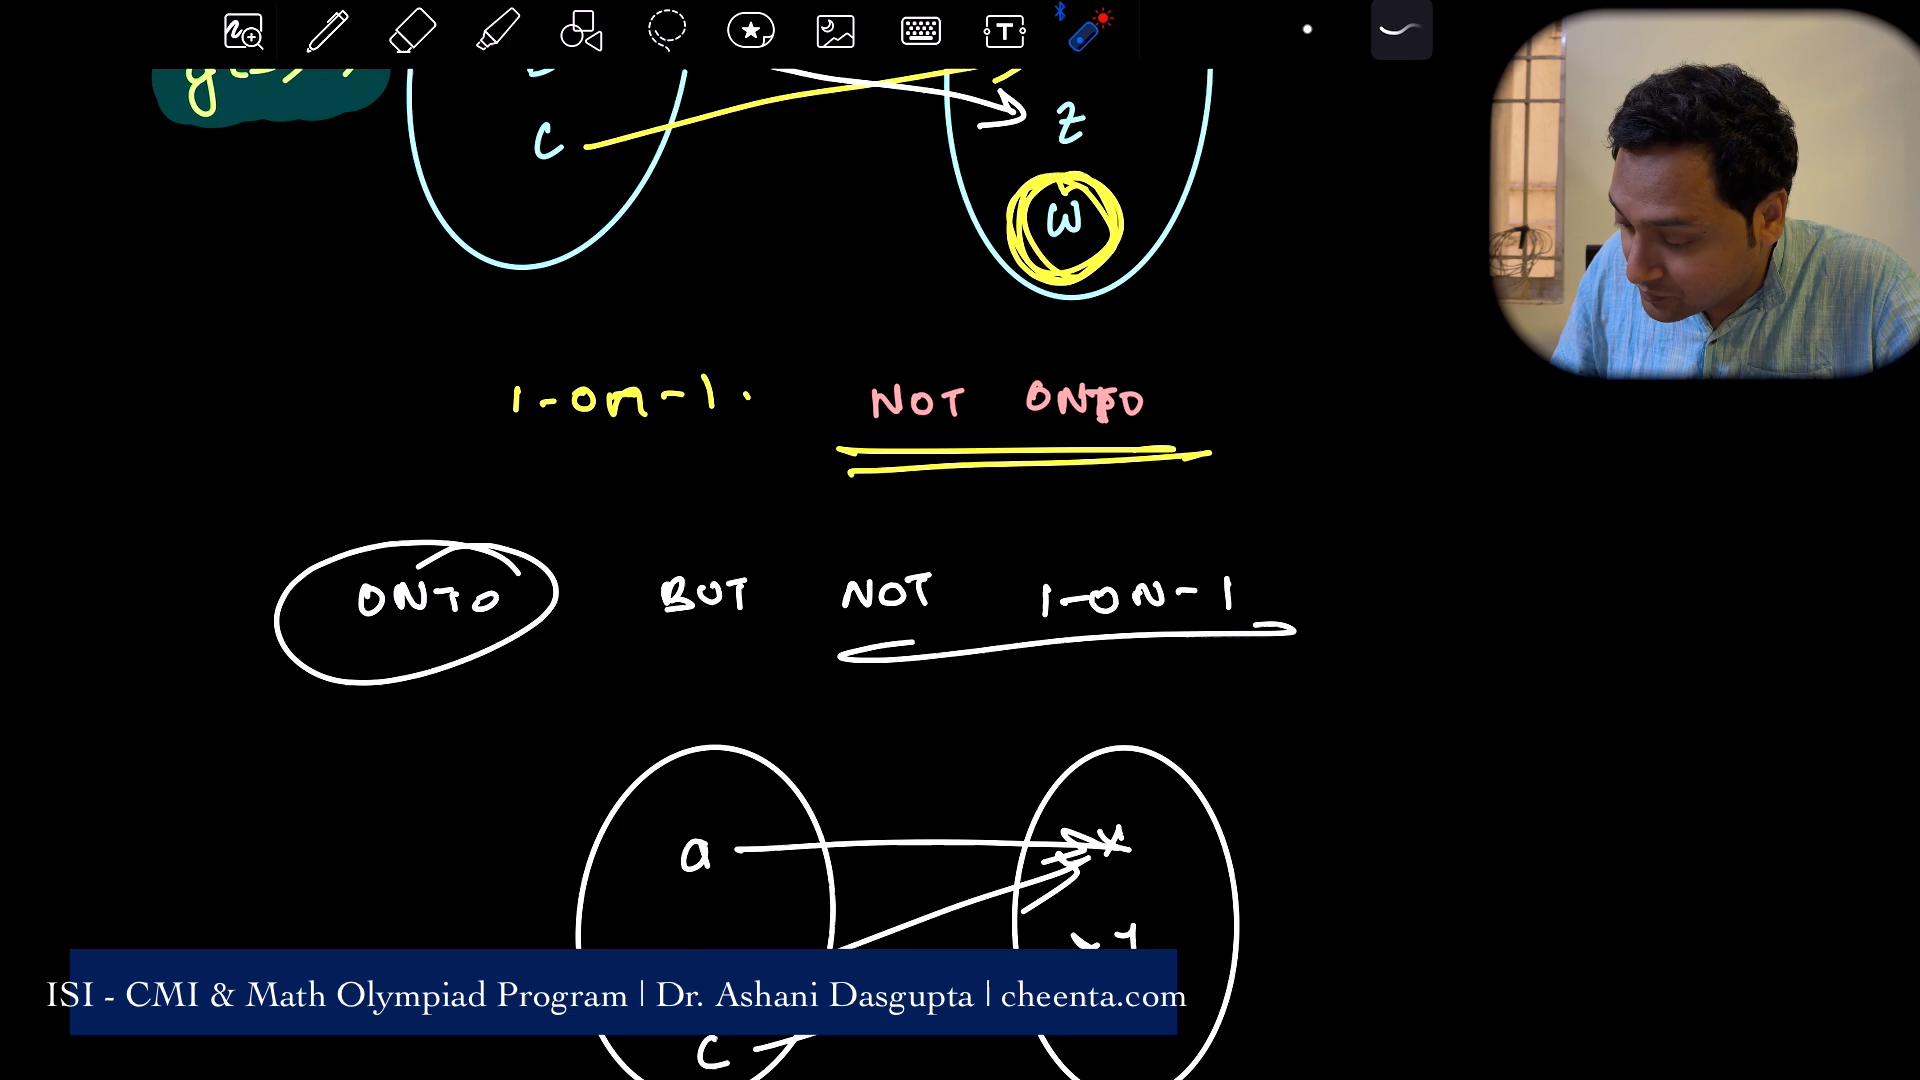 C
z
ω
1-on-1. NOT ONTO
ONTO BUT NOT 1-ON-1
a x
y
ISI - CMI & Math Olympiad Program | Dr. Ashani Dasgupta | cheenta.com
C